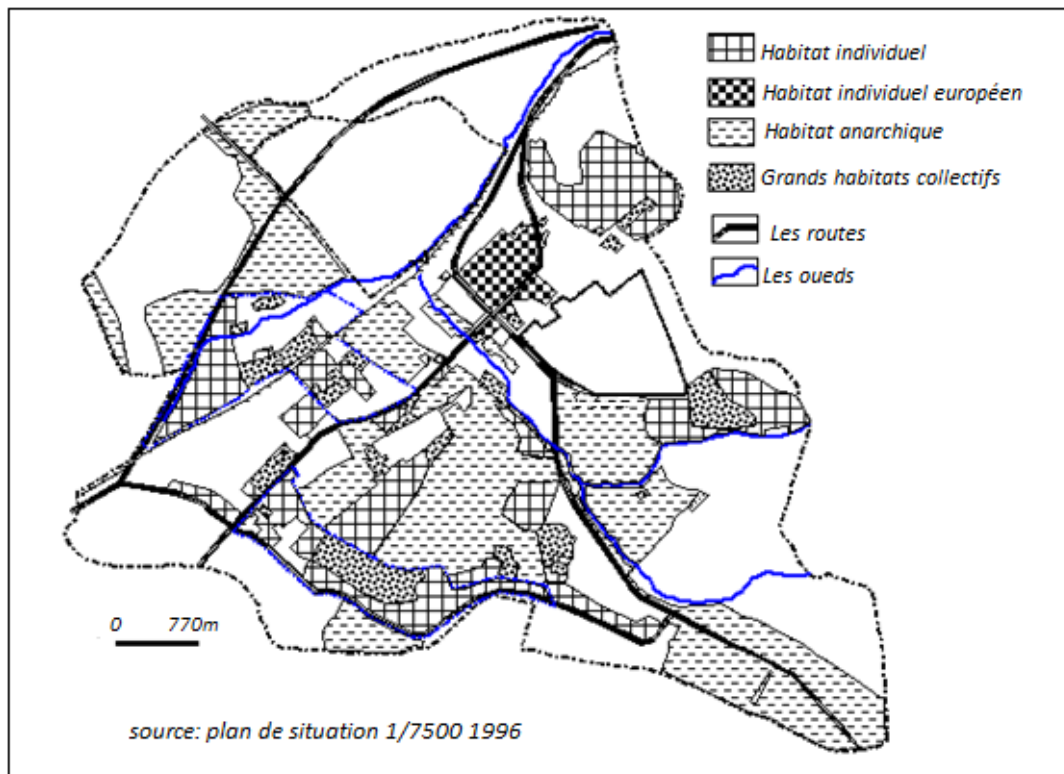 Habitat individuel
Habitat individuel européen
Habitat anarchique
Grands habitats collectifs
Les routes
Les oueds
0 770m
source: plan de situation 1/7500 1996